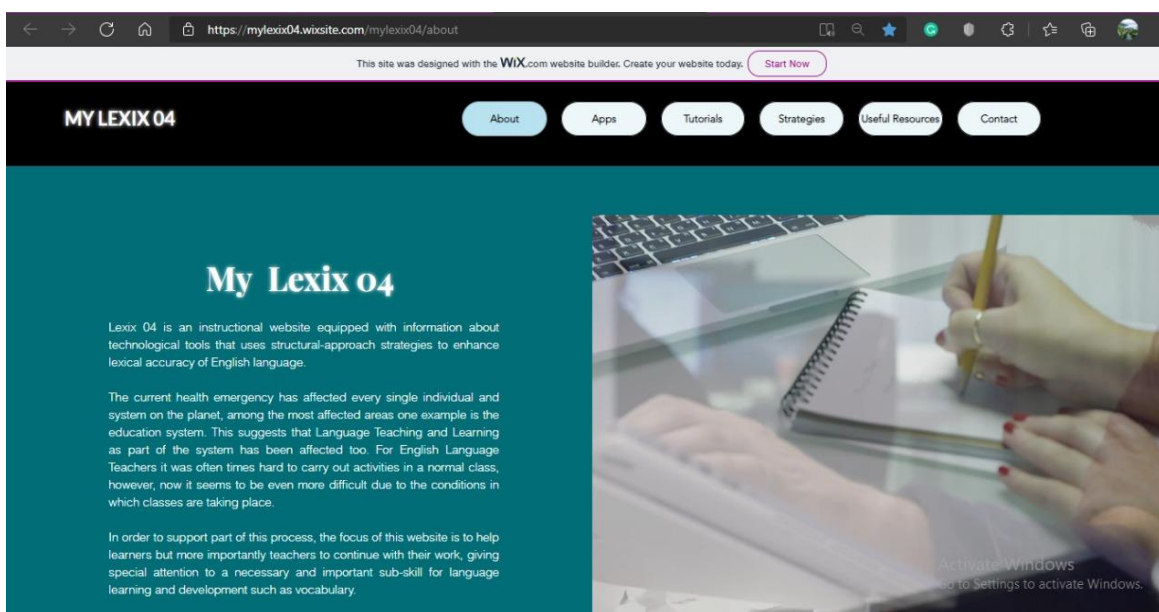 https://mylexix04.wixsite.com/mylexix04/about
This site was designed with the WiX.com website builder. Create your website today. Start Now
MY LEXIX 04
About Apps Tutorials Strategies Useful Resources Contact
My Lexix 04
Lexix 04 is an instructional website equipped with information about
technological tools that uses structural-approach strategies to enhance
lexical accuracy of English language.
The current health emergency has affected every single individual and
system on the planet, among the most affected areas one example is the
education system. This suggests that Language Teaching and Learning
as part of the system has been affected too. For English Language
Teachers it was often times hard to carry out activities in a normal class,
however, now it seems to be even more difficult due to the conditions in
which classes are taking place.
In order to support part of this process, the focus of this website is to help
learners but more importantly teachers to continue with their work, giving
special attention to a necessary and important sub-skill for language
learning and development such as vocabulary.
Activate Windows
Go to Settings to activate Windows.